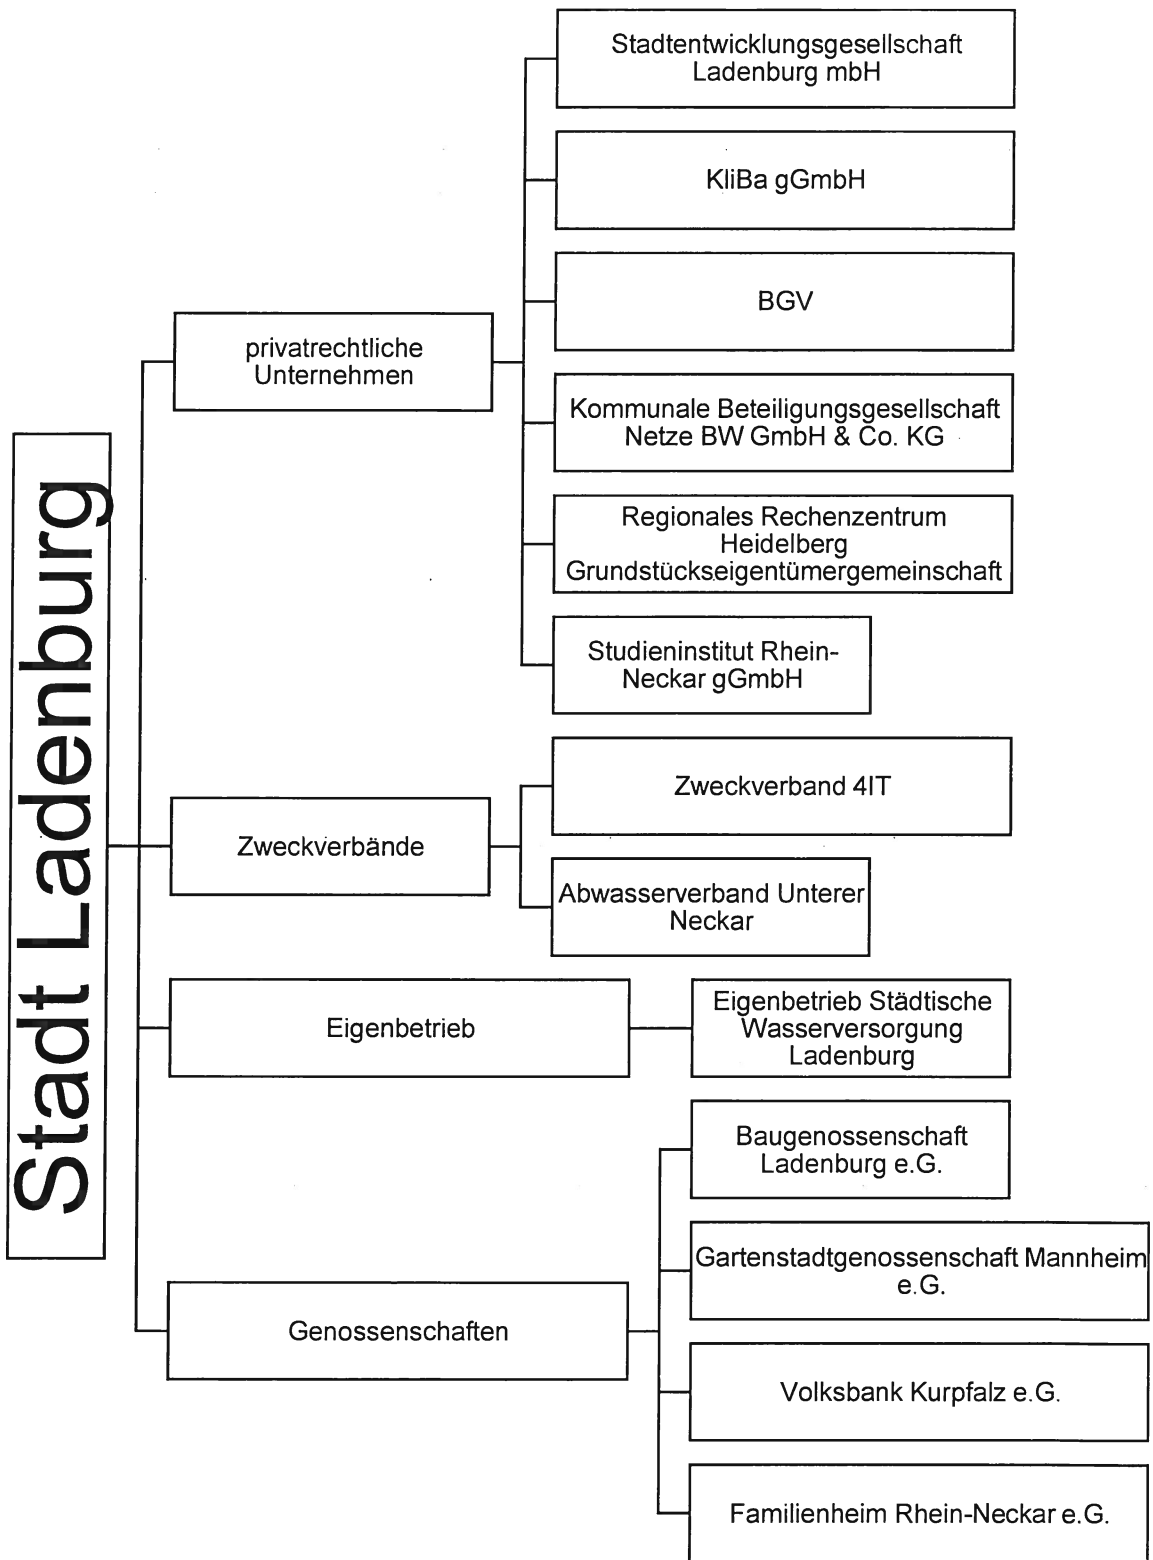 Stadt Ladenburg
privatrechtliche
Unternehmen
Stadtentwicklungsgesellschaft
Ladenburg mbH
KliBa gGmbH
BGV
Kommunale Beteiligungsgesellschaft
Netze BW GmbH & Co. KG
Regionales Rechenzentrum
Heidelberg
Grundstückseigentümergemeinschaft
Studieninstitut Rhein-
Neckar gGmbH
Zweckverbände
Zweckverband 4IT
Abwasserverband Unterer
Neckar
Eigenbetrieb
Eigenbetrieb Städtische
Wasserversorgung
Ladenburg
Genossenschaften
Baugenossenschaft
Ladenburg e.G.
Gartenstadtgenossenschaft Mannheim
e.G.
Volksbank Kurpfalz e.G.
Familienheim Rhein-Neckar e.G.